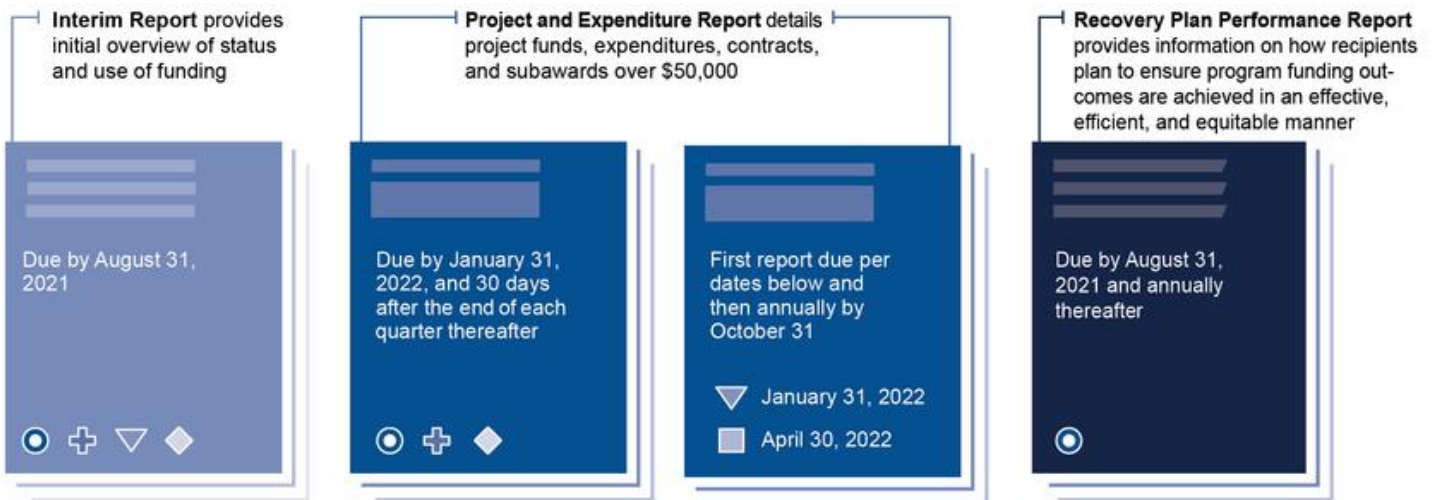 Interim Report provides
initial overview of status
and use of funding
Project and Expenditure Report details
project funds, expenditures, contracts,
and subawards over $50,000
Recovery Plan Performance Report
provides information on how recipients
plan to ensure program funding out-
comes are achieved in an effective,
efficient, and equitable manner
Due by August 31,
2021
Due by January 31,
2022, and 30 days
after the end of each
quarter thereafter
First report due per
dates below and
then annually by
October 31
January 31, 2022
April 30, 2022
Due by August 31,
2021 and annually
thereafter